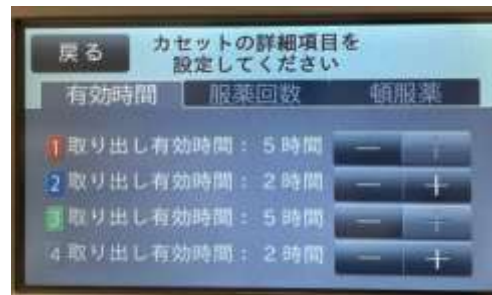 戻る
カセットの詳細項目を
設定してください
有効時間 服薬回数 頓服薬
1 取り出し有効時間: 5 時間 − +
2 取り出し有効時間: 2 時間 − +
3 取り出し有効時間: 5 時間 − +
4 取り出し有効時間: 2 時間 − +